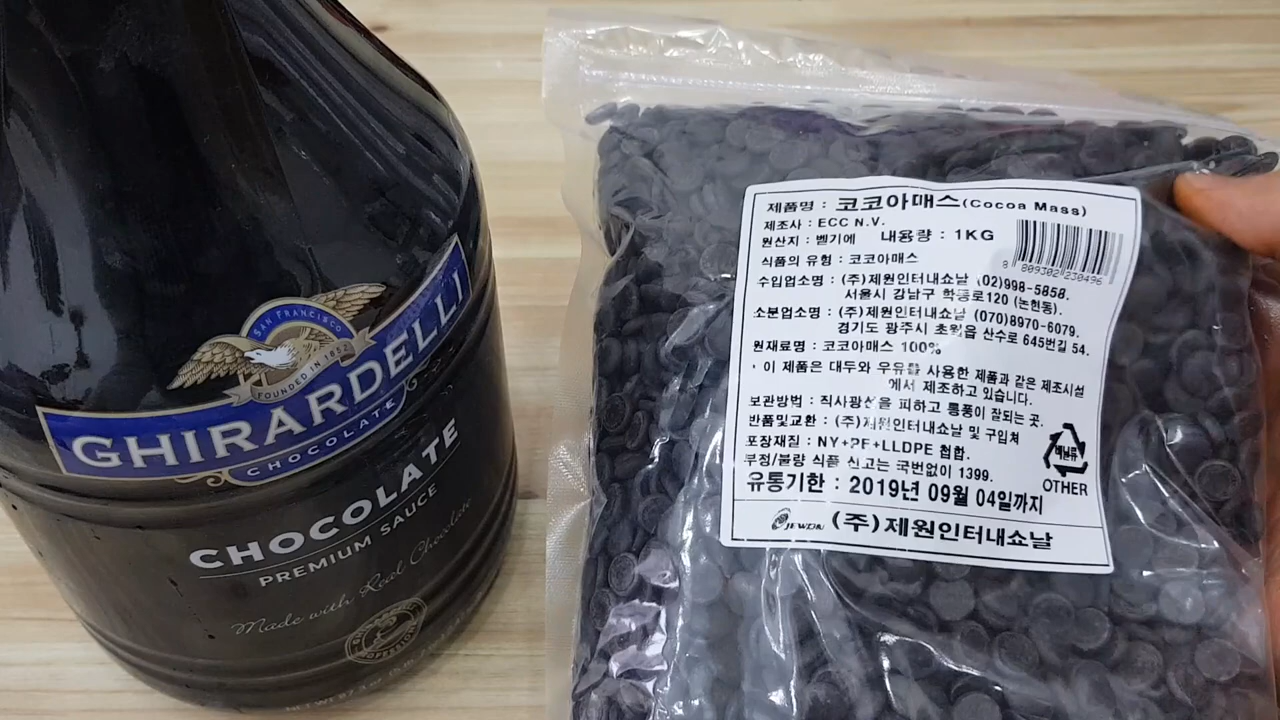 SAN FRANCISCO
FOUNDED IN 1852
GHIRARDELLI
CHOCOLATE
CHOCOLATE
PREMIUM SAUCE
Made with Real Chocolate
제품명 : 코코아매스(Cocoa Mass)
제조사 : ECC N.V.
원산지 : 벨기에 내용량 : 1KG
식품의 유형 : 코코아매스
8 809302 230496
수입업소명 : (주)제원인터내쇼날 (02)998-5858.
서울시 강남구 학동로120 (논현동).
소분업소명 : (주)제원인터내쇼날 (070)8970-6079.
경기도 광주시 초월읍 산수로 645번길 54.
원재료명 : 코코아매스 100%
· 이 제품은 대두와 우유를 사용한 제품과 같은 제조시설
에서 제조하고 있습니다.
보관방법 : 직사광선을 피하고 통풍이 잘되는 곳.
반품및교환 : (주)제원인터내쇼날 및 구입처
포장재질 : NY+PE+LLDPE 첩합.
부정/불량 식품 신고는 국번없이 1399.
비닐류
OTHER
유통기한 : 2019년 09월 04일까지
JEWON (주)제원인터내쇼날